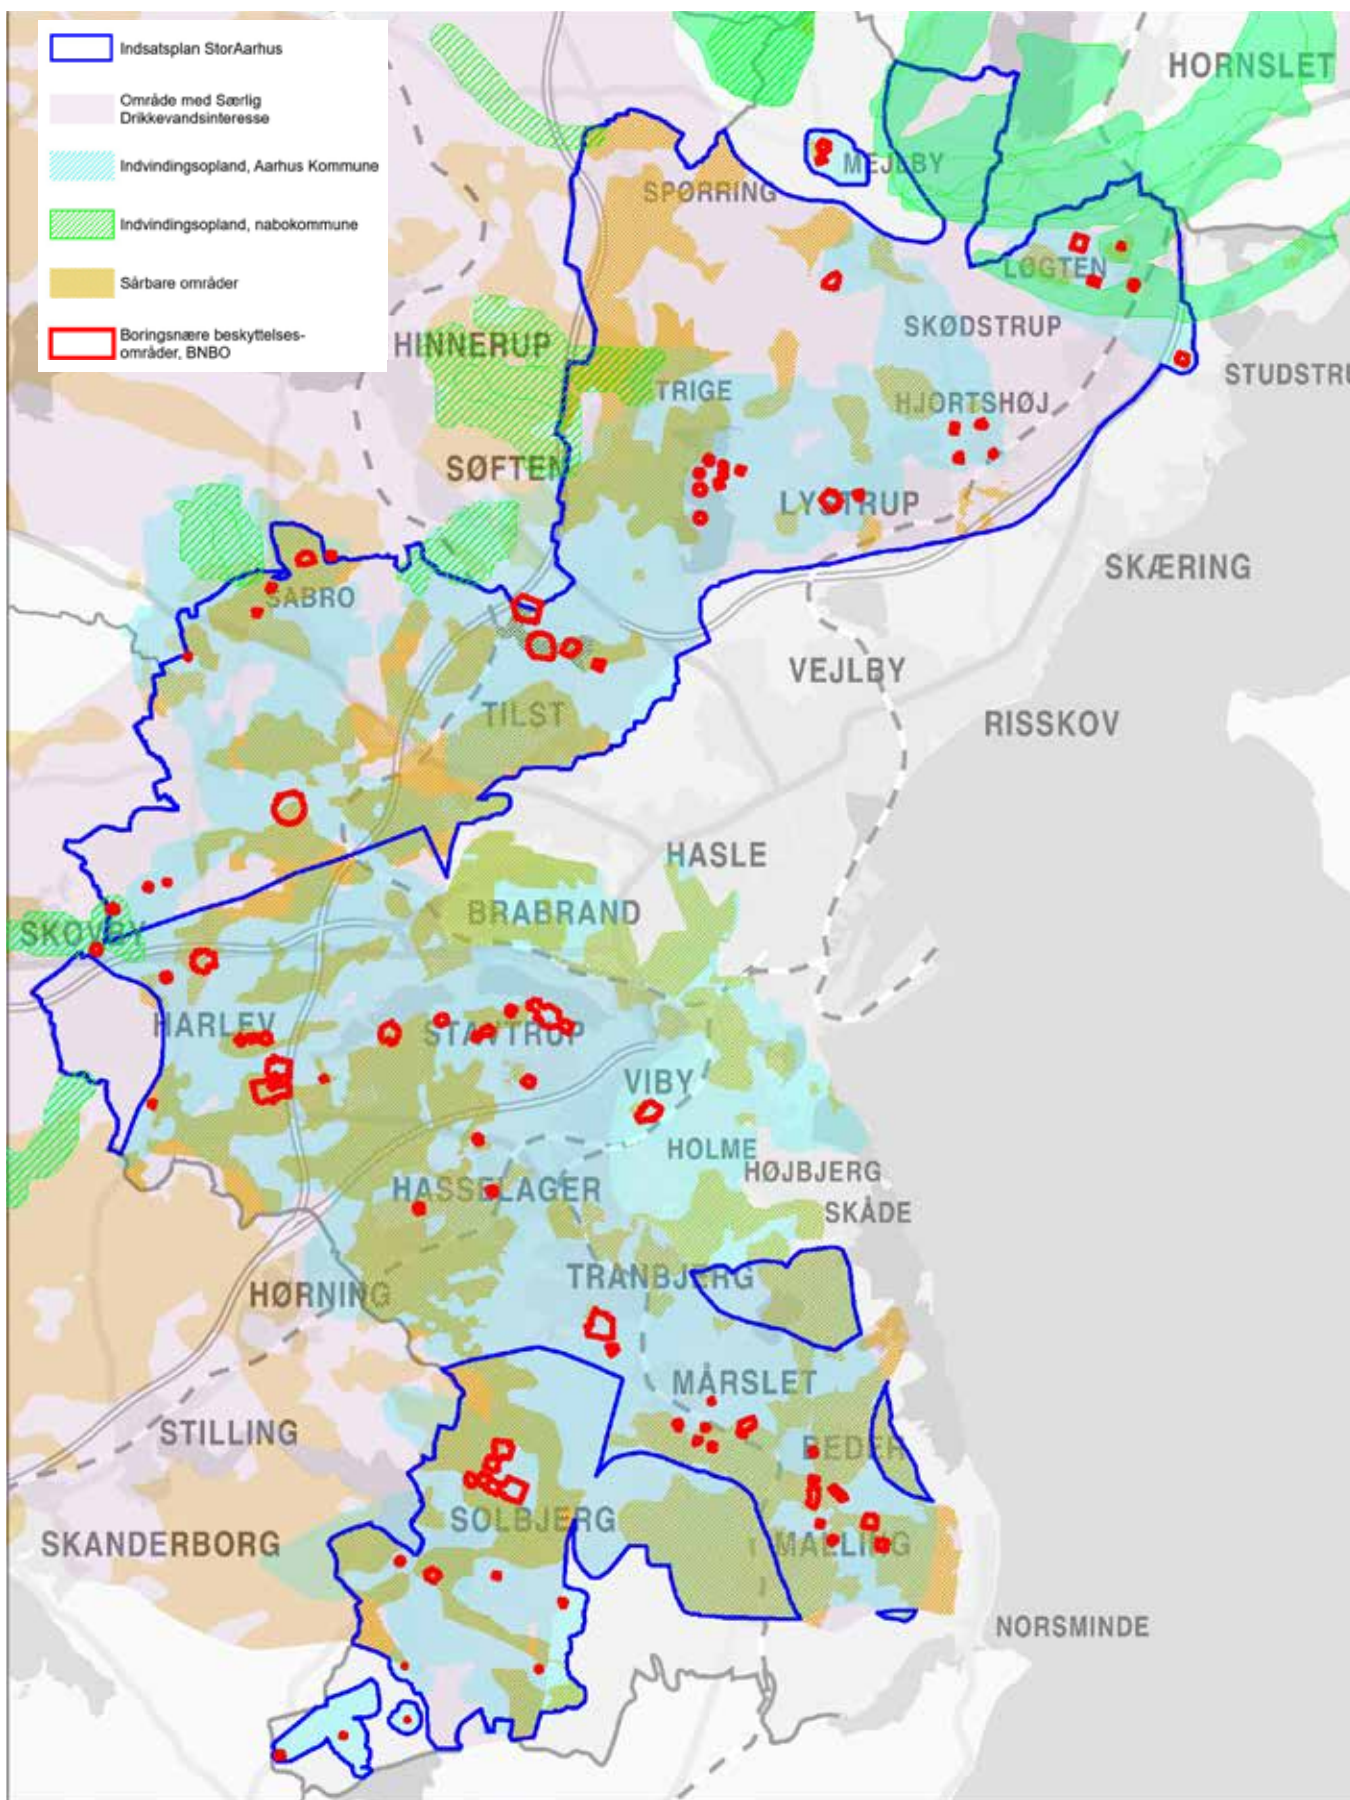 Indsatsplan StorAarhus
Område med Særlig
Drikkevandsinteresse
Indvindingsopland, Aarhus Kommune
Indvindingsopland, nabokommune
Sårbare områder
Boringsnære beskyttelses-
områder, BNBO
HORNSLET
MEJLBY
SPØRRING
LØGTEN
SKØDSTRUP
HINNERUP
STUDSTRU
TRIGE
HJORTSHØJ
SØFTEN
LYSTRUP
SKÆRING
SABRO
VEJLBY
TILST
RISSKOV
HASLE
BRABRAND
SKOVBY
HARLEV
STAVTRUP
VIBY
HOLME
HØJBJERG
HASSELAGER
SKÅDE
TRANBJERG
HØRNING
MÅRSLET
STILLING
BEDER
SOLBJERG
SKANDERBORG
MALLING
NORSMINDE